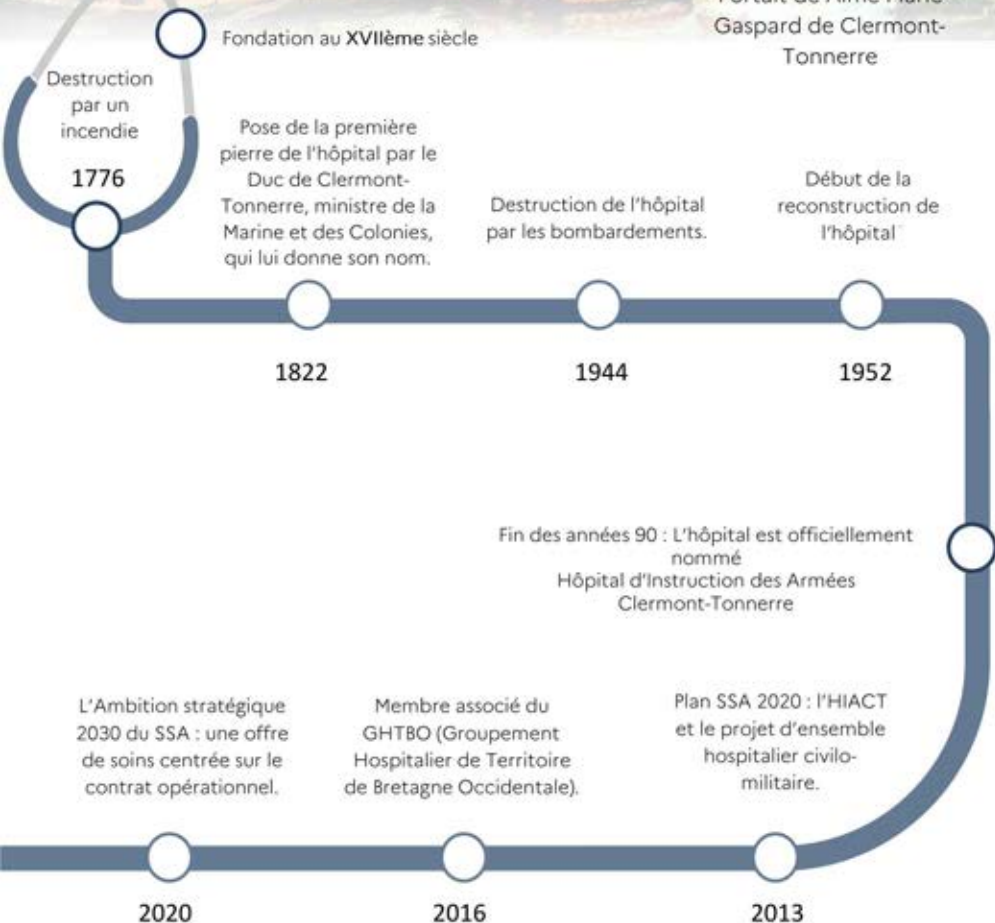 Gaspard de Clermont-
Tonnerre
Fondation au XVIIème siècle
Destruction
par un
incendie
1776
Pose de la première
pierre de l'hôpital par le
Duc de Clermont-
Tonnerre, ministre de la
Marine et des Colonies,
qui lui donne son nom.
1822
Destruction de l'hôpital
par les bombardements.
1944
Début de la
reconstruction de
l'hôpital
1952
Fin des années 90 : L'hôpital est officiellement
nommé
Hôpital d'Instruction des Armées
Clermont-Tonnerre
Plan SSA 2020 : l'HIACT
et le projet d'ensemble
hospitalier civilo-
militaire.
2013
Membre associé du
GHTBO (Groupement
Hospitalier de Territoire
de Bretagne Occidentale).
2016
L'Ambition stratégique
2030 du SSA : une offre
de soins centrée sur le
contrat opérationnel.
2020